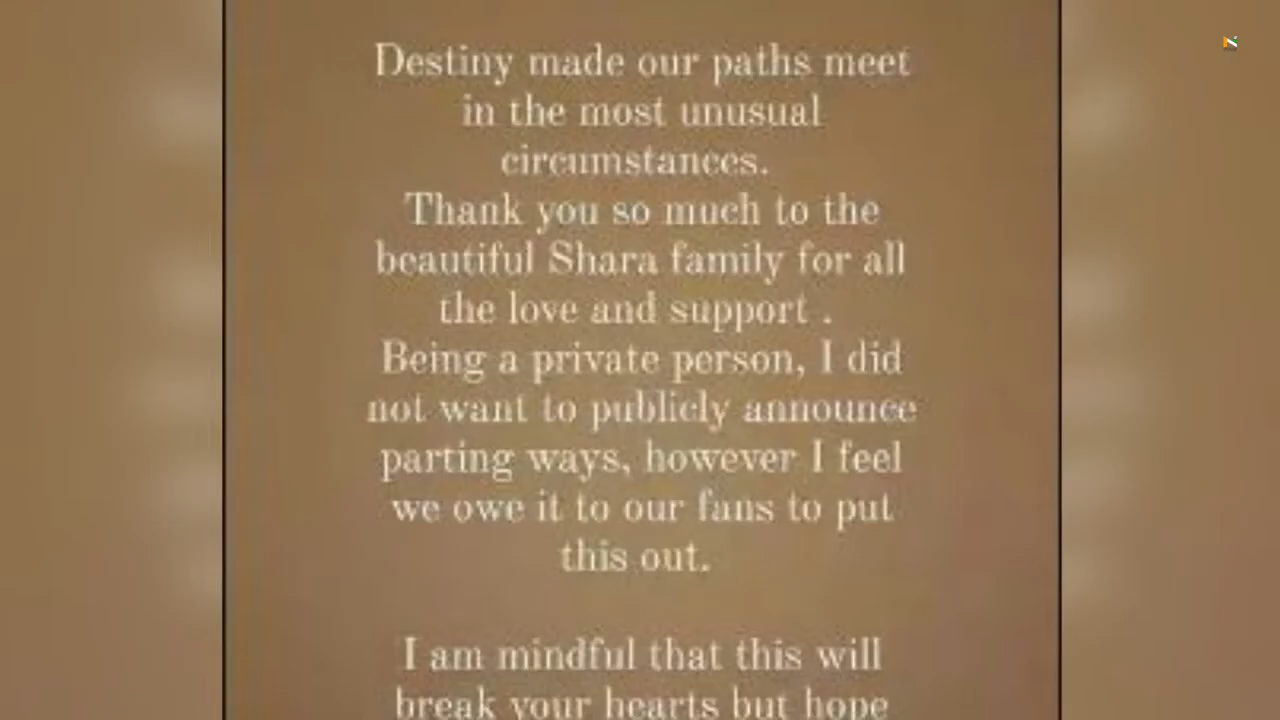 Destiny made our paths meet
in the most unusual
circumstances.
Thank you so much to the
beautiful Shara family for all
the love and support .
Being a private person, I did
not want to publicly announce
parting ways, however I feel
we owe it to our fans to put
this out.
I am mindful that this will
break your hearts but hope